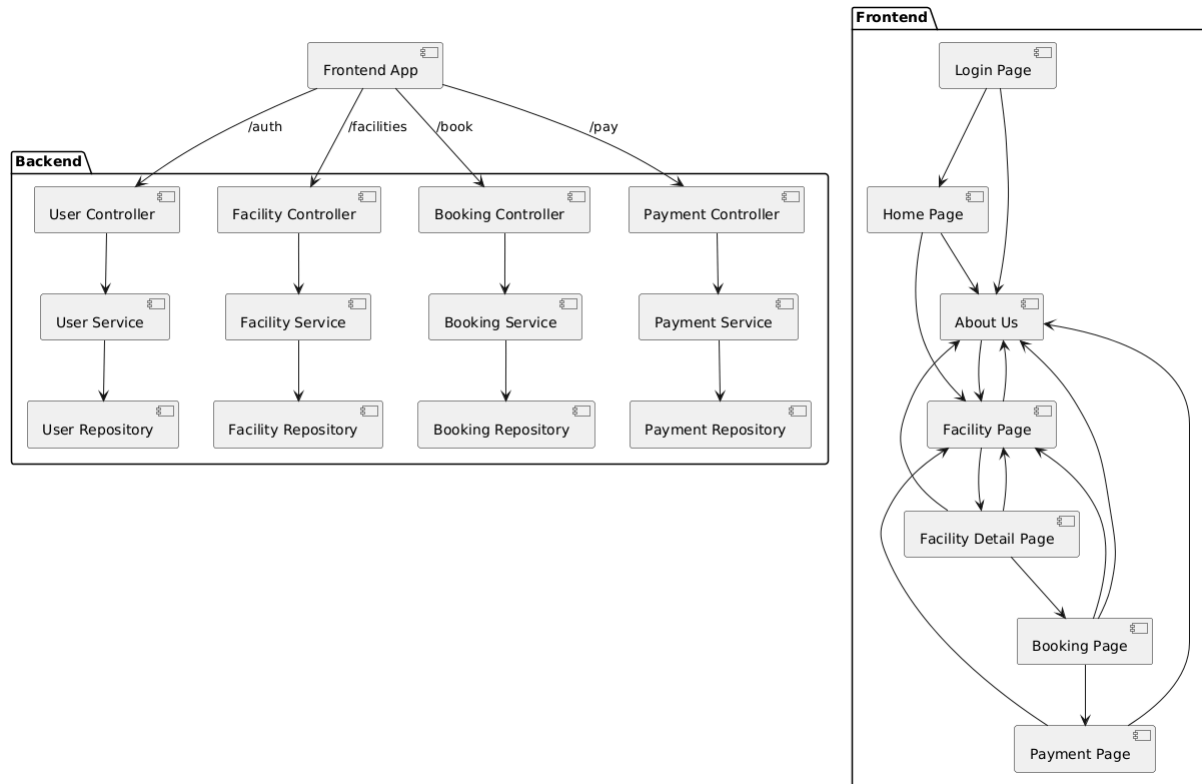 Frontend App
/auth
/facilities
/book
/pay
Backend
User Controller
Facility Controller
Booking Controller
Payment Controller
User Service
Facility Service
Booking Service
Payment Service
User Repository
Facility Repository
Booking Repository
Payment Repository
Frontend
Login Page
Home Page
About Us
Facility Page
Facility Detail Page
Booking Page
Payment Page